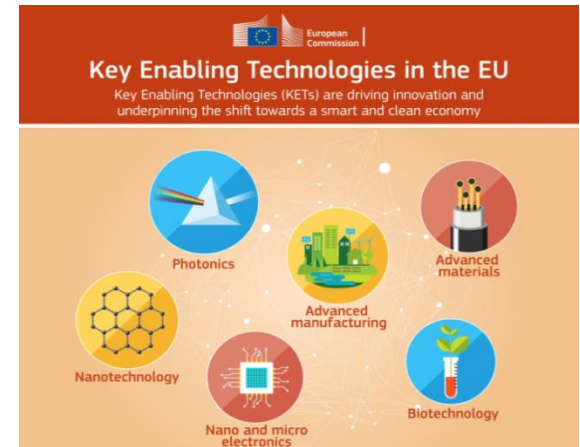 European
Commission
Key Enabling Technologies in the EU
Key Enabling Technologies (KETs) are driving innovation and
underpinning the shift towards a smart and clean economy
Photonics
Advanced
materials
Advanced
manufacturing
Nanotechnology
Nano and micro
electronics
Biotechnology